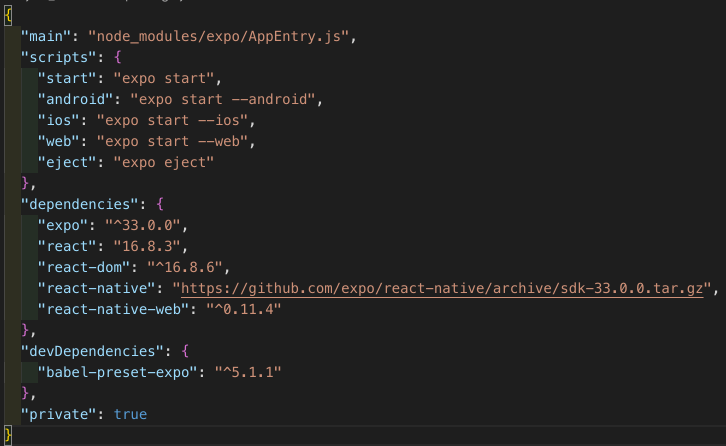 {
"main": "node_modules/expo/AppEntry.js",
"scripts": {
"start": "expo start",
"android": "expo start --android",
"ios": "expo start --ios",
"web": "expo start --web",
"eject": "expo eject"
},
"dependencies": {
"expo": "^33.0.0",
"react": "16.8.3",
"react-dom": "^16.8.6",
"react-native": "https://github.com/expo/react-native/archive/sdk-33.0.0.tar.gz",
"react-native-web": "^0.11.4"
},
"devDependencies": {
"babel-preset-expo": "^5.1.1"
},
"private": true
}